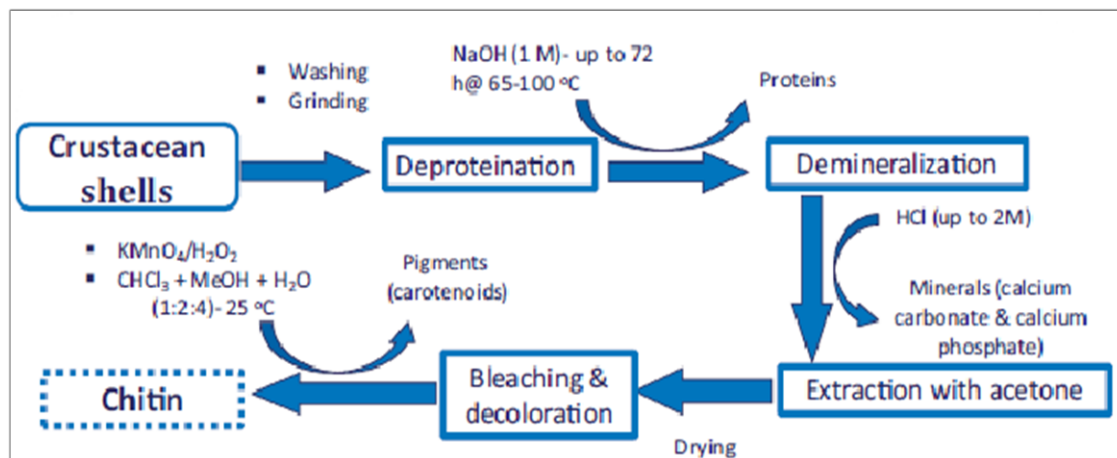 ▪ Washing
▪ Grinding
NaOH (1 M)- up to 72
h@ 65-100 °C
Proteins
Crustacean
shells
Deproteination
Demineralization
HCl (up to 2M)
Minerals (calcium
carbonate & calcium
phosphate)
Extraction with acetone
Drying
Bleaching &
decoloration
▪ KMnO₄/H₂O₂
▪ CHCl₃ + MeOH + H₂O
(1:2:4)- 25 °C
Pigments
(carotenoids)
Chitin